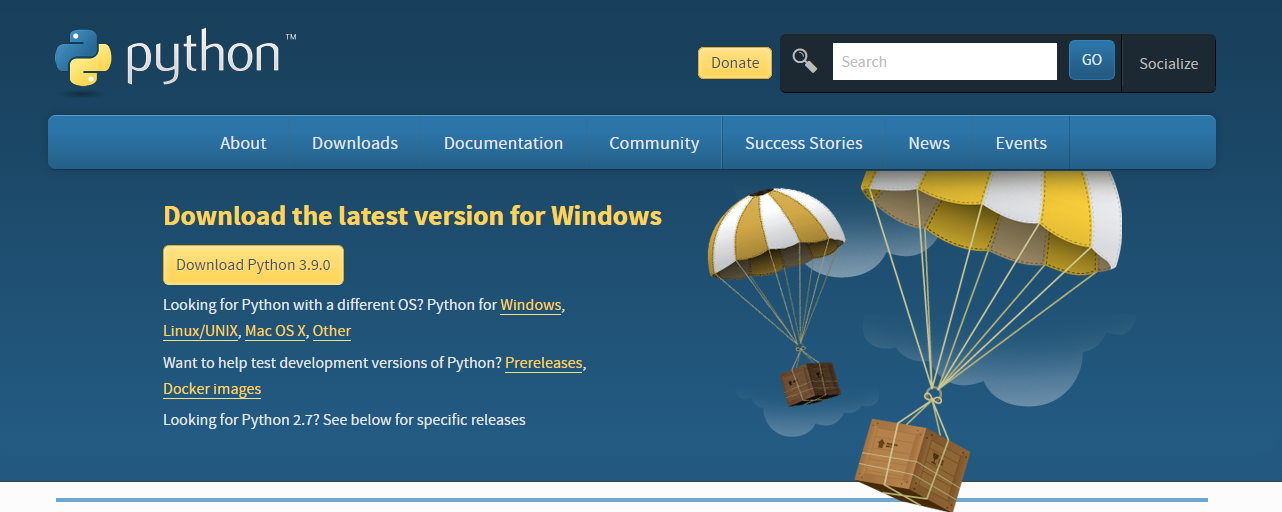 python™
Donate
Search
GO
Socialize
About Downloads Documentation Community Success Stories News Events
Download the latest version for Windows
Download Python 3.9.0
Looking for Python with a different OS? Python for Windows,
Linux/UNIX, Mac OS X, Other
Want to help test development versions of Python? Prereleases,
Docker images
Looking for Python 2.7? See below for specific releases